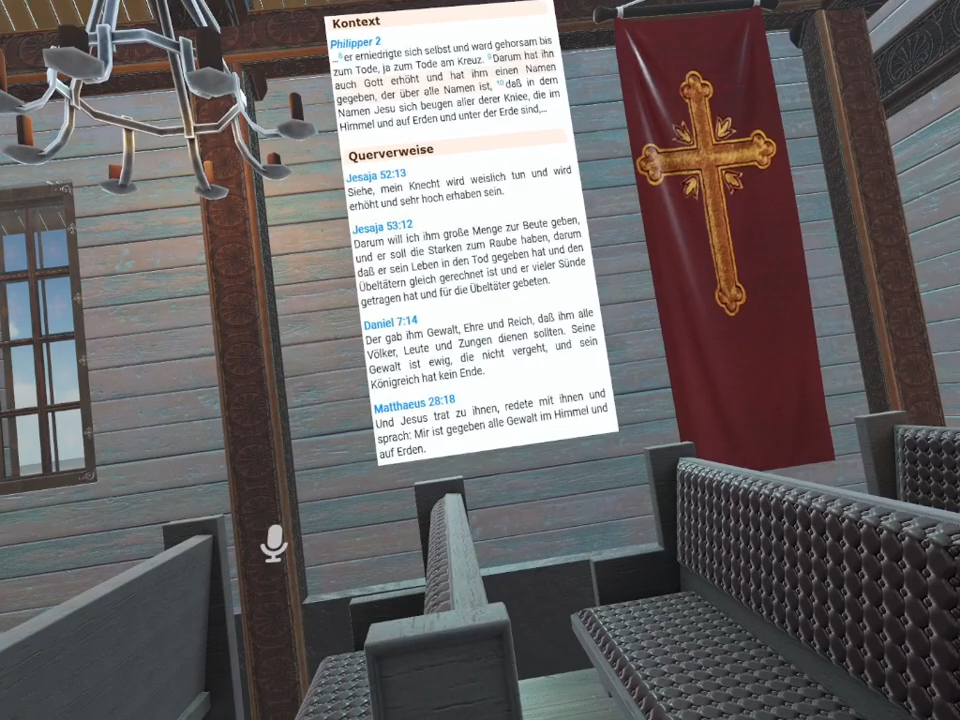 Kontext
Philipper 2
…⁸er erniedrigte sich selbst und ward gehorsam bis
zum Tode, ja zum Tode am Kreuz. ⁹Darum hat ihn
auch Gott erhöht und hat ihm einen Namen
gegeben, der über alle Namen ist, ¹⁰daß in dem
Namen Jesu sich beugen aller derer Kniee, die im
Himmel und auf Erden und unter der Erde sind,...
Querverweise
Jesaja 52:13
Siehe, mein Knecht wird weislich tun und wird
erhöht und sehr hoch erhaben sein.
Jesaja 53:12
Darum will ich ihm große Menge zur Beute geben,
und er soll die Starken zum Raube haben, darum
daß er sein Leben in den Tod gegeben hat und den
Übeltätern gleich gerechnet ist und er vieler Sünde
getragen hat und für die Übeltäter gebeten.
Daniel 7:14
Der gab ihm Gewalt, Ehre und Reich, daß ihm alle
Völker, Leute und Zungen dienen sollten. Seine
Gewalt ist ewig, die nicht vergeht, und sein
Königreich hat kein Ende.
Matthaeus 28:18
Und Jesus trat zu ihnen, redete mit ihnen und
sprach: Mir ist gegeben alle Gewalt im Himmel und
auf Erden.